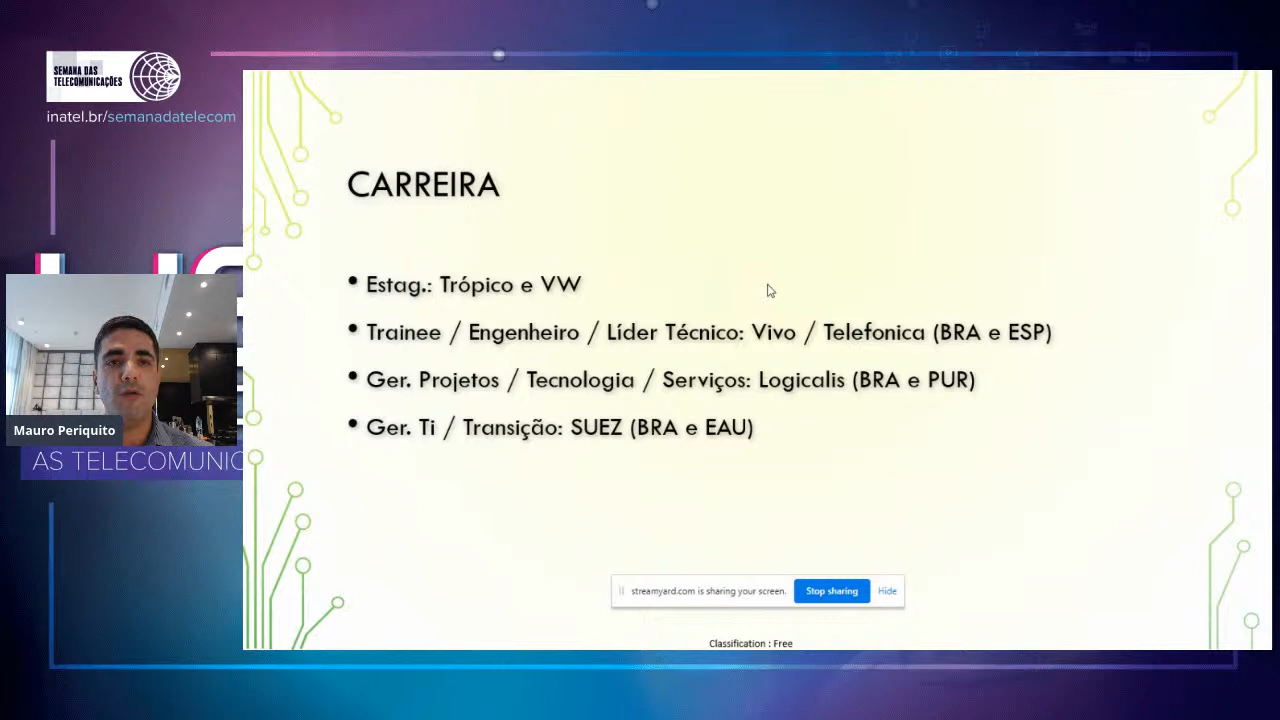 SEMANA DAS
TELECOMUNICAÇÕES
inatel.br/semanadatelecom
CARREIRA
• Estag.: Trópico e VW
• Trainee / Engenheiro / Líder Técnico: Vivo / Telefonica (BRA e ESP)
• Ger. Projetos / Tecnologia / Serviços: Logicalis (BRA e PUR)
• Ger. Ti / Transição: SUEZ (BRA e EAU)
Mauro Periquito
AS TELECOMUNIC
streamyard.com is sharing your screen.
Stop sharing
Hide
Classification : Free